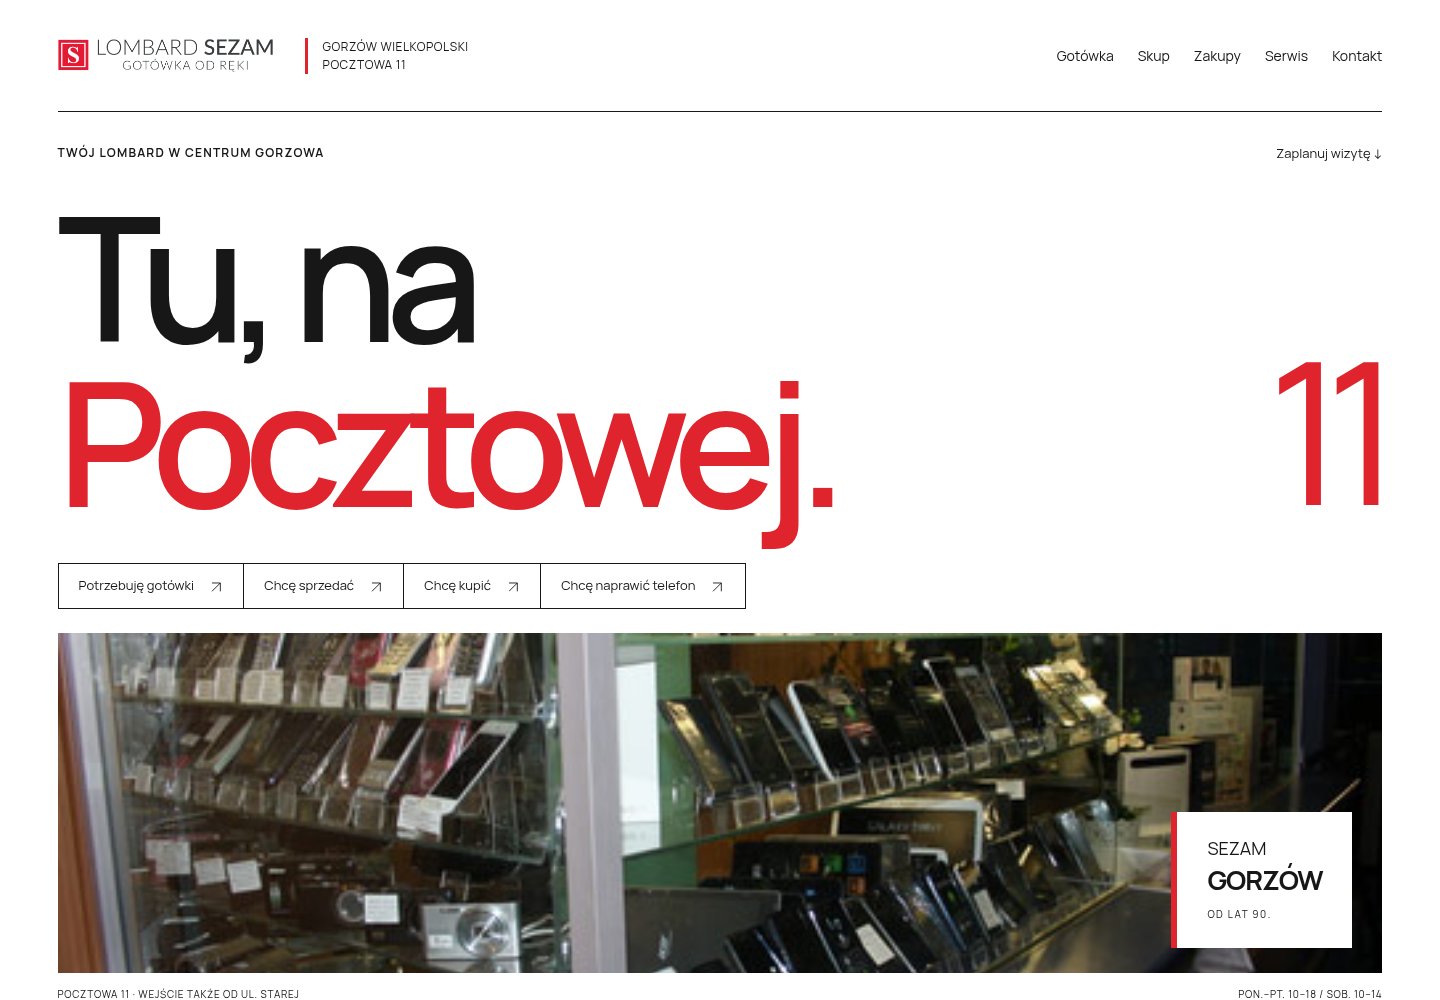 S LOMBARD SEZAM
GOTÓWKA OD RĘKI
GORZÓW WIELKOPOLSKI
POCZTOWA 11
Gotówka Skup Zakupy Serwis Kontakt
TWÓJ LOMBARD W CENTRUM GORZOWA
Zaplanuj wizytę ↓
Tu, na
Pocztowej.
11
Potrzebuję gotówki
Chcę sprzedać
Chcę kupić
Chcę naprawić telefon
SEZAM
GORZÓW
OD LAT 90.
POCZTOWA 11 · WEJŚCIE TAKŻE OD UL. STAREJ
PON.–PT. 10–18 / SOB. 10–14